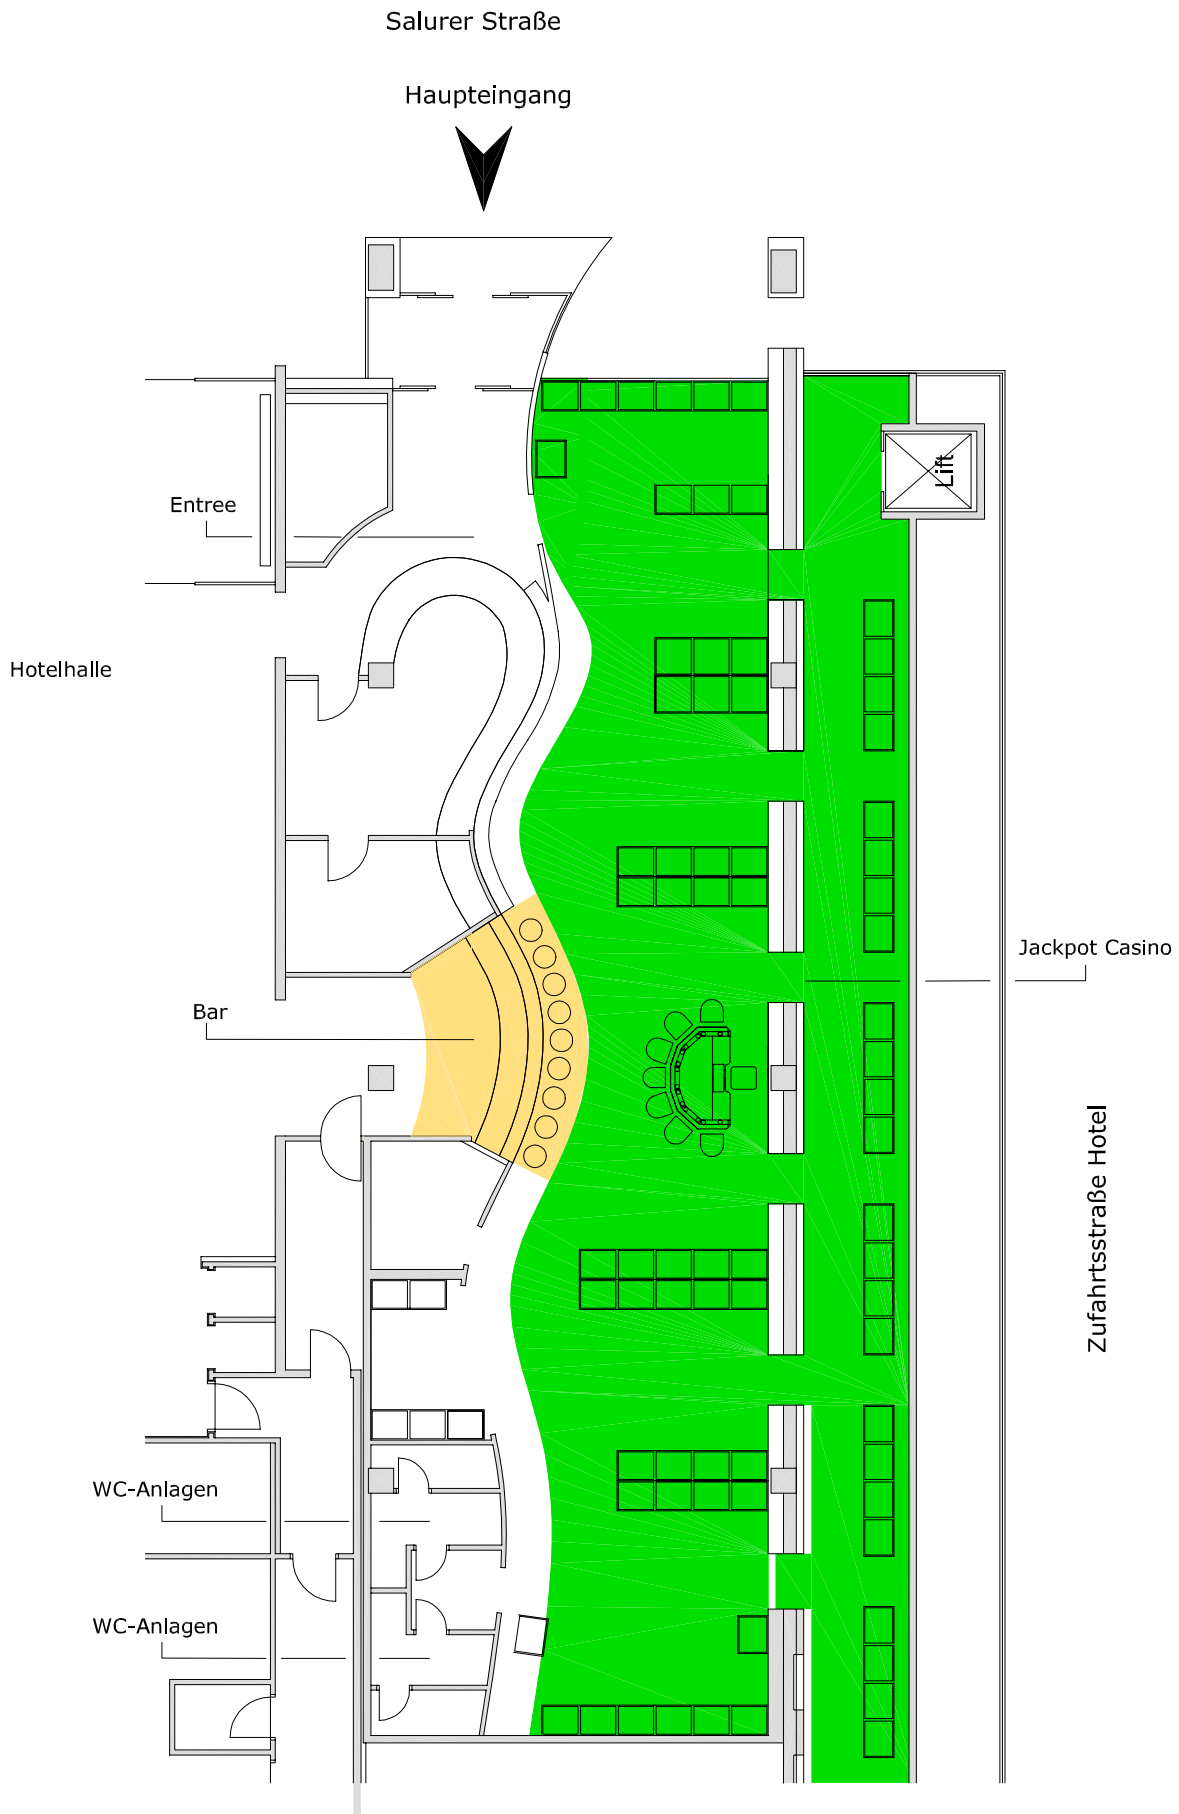 Salurer Straße
Haupteingang
Lift
Entree
Hotelhalle
Jackpot Casino
Bar
Zufahrtsstraße Hotel
WC-Anlagen
WC-Anlagen